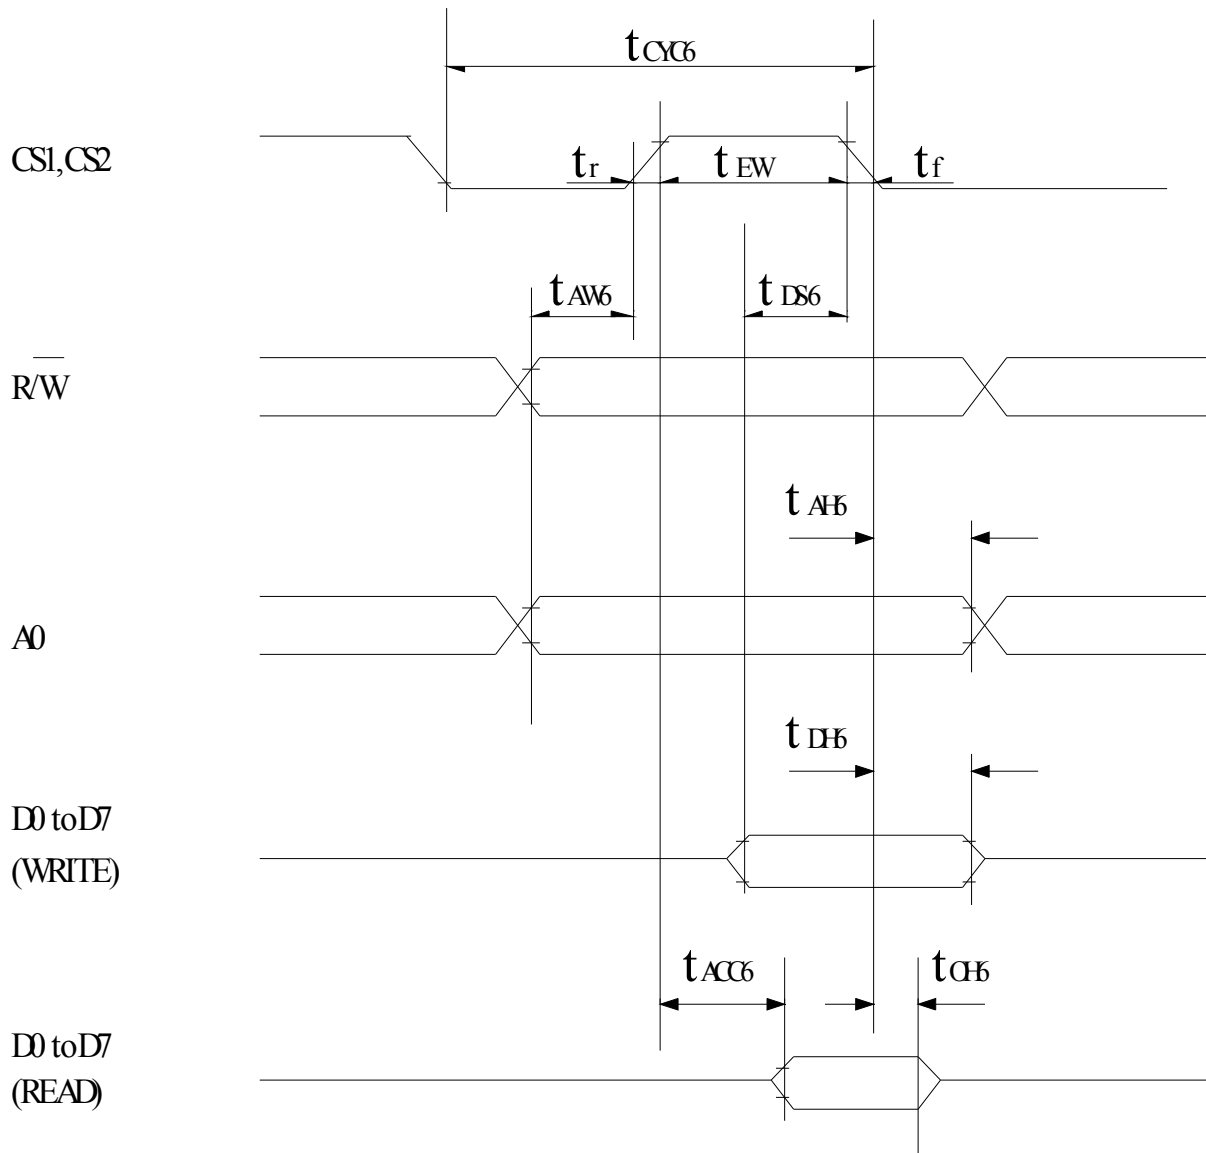 tCYC6
CS1,CS2
tr
tEW
tf
tAW6
tDS6
R/W̅
tAH6
A0
tDH6
D0 to D7
(WRITE)
tACC6
tOH6
D0 to D7
(READ)